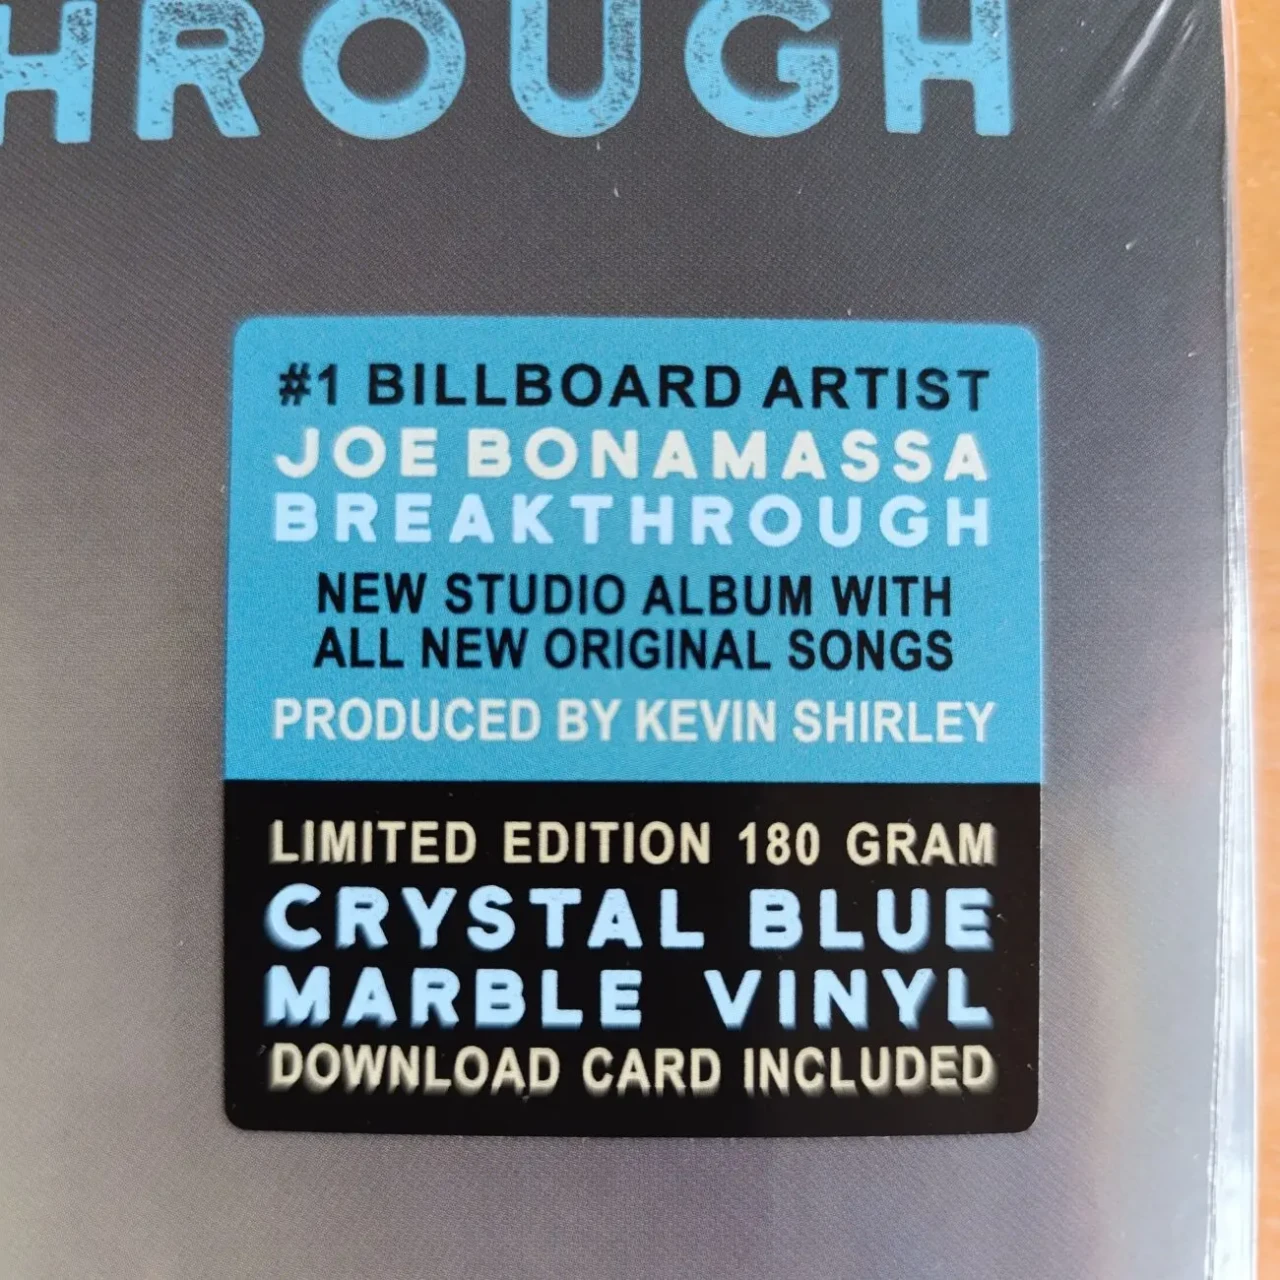 HROUGH
#1 BILLBOARD ARTIST
JOE BONAMASSA
BREAKTHROUGH
NEW STUDIO ALBUM WITH
ALL NEW ORIGINAL SONGS
PRODUCED BY KEVIN SHIRLEY
LIMITED EDITION 180 GRAM
CRYSTAL BLUE
MARBLE VINYL
DOWNLOAD CARD INCLUDED